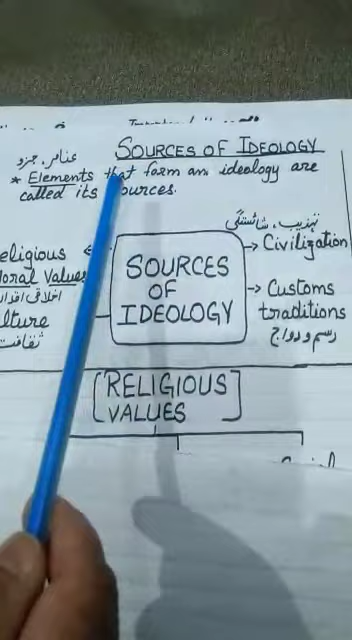 SOURCES OF IDEOLOGY
عناصر، جزو
* Elements that form an ideology are
called its sources.
تہذیب، شائستگی
eligious
Civilization
oral Values
اخلاقی اقدار
SOURCES
OF
IDEOLOGY
Customs
traditions
رسم و رواج
lture
ثقافت
[RELIGIOUS
VALUES]